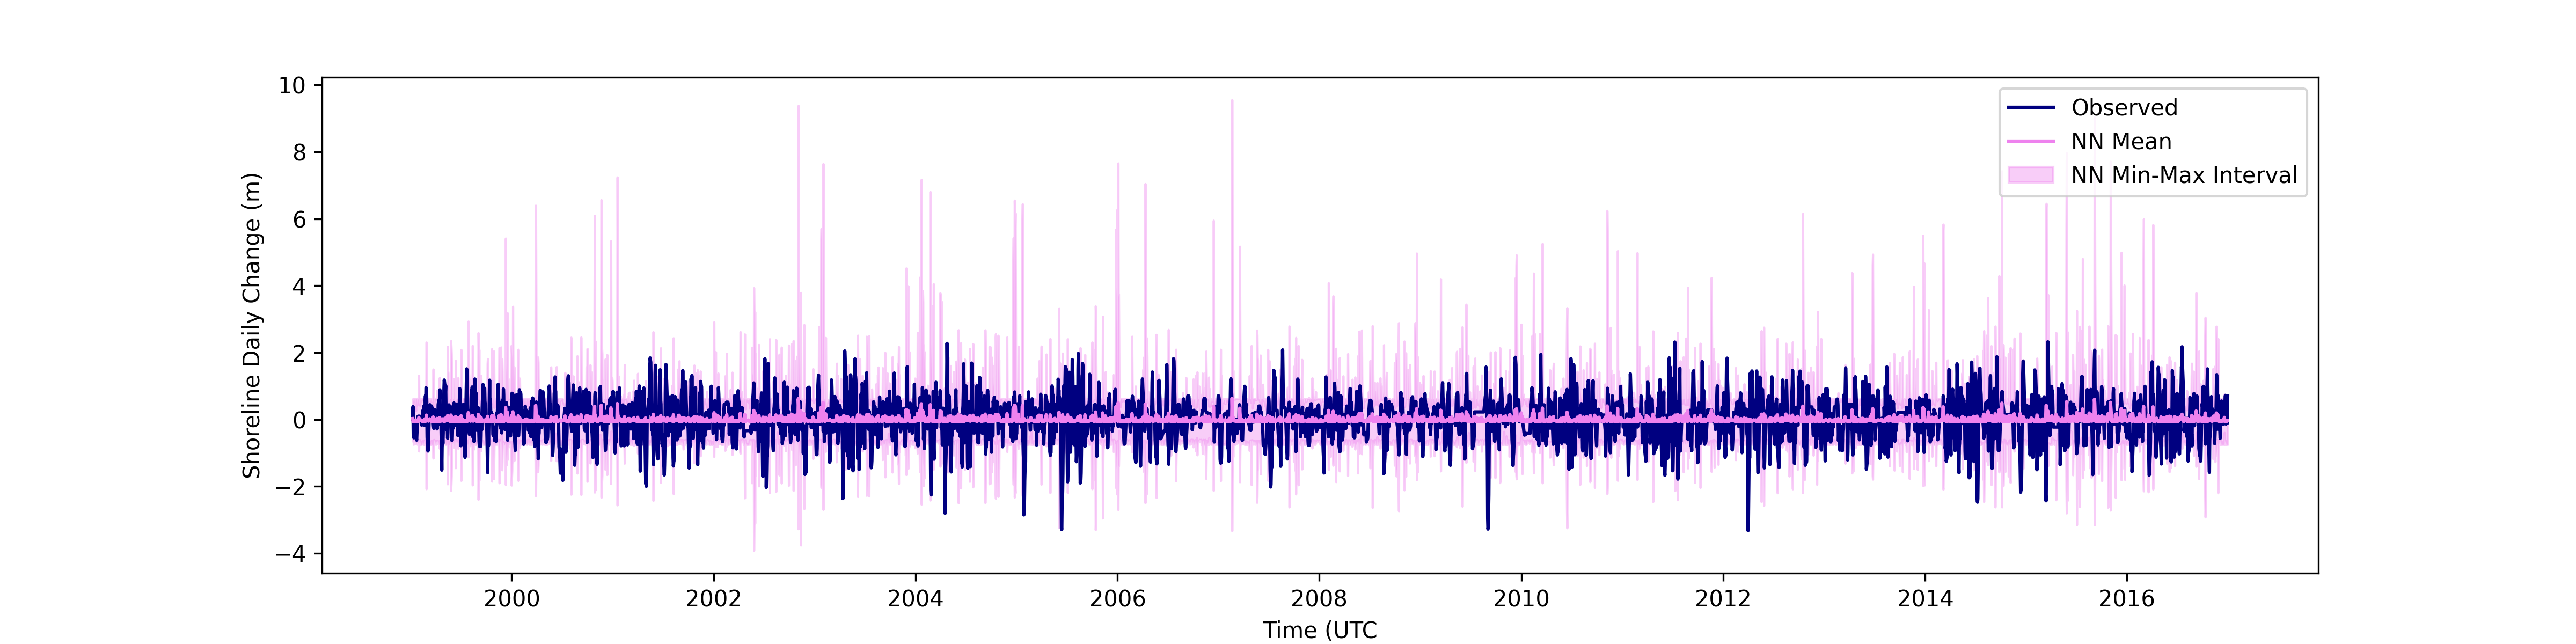 10
8
6
4
2
0
−2
−4
Shoreline Daily Change (m)
Observed
NN Mean
NN Min-Max Interval
2000 2002 2004 2006 2008 2010 2012 2014 2016
Time (UTC